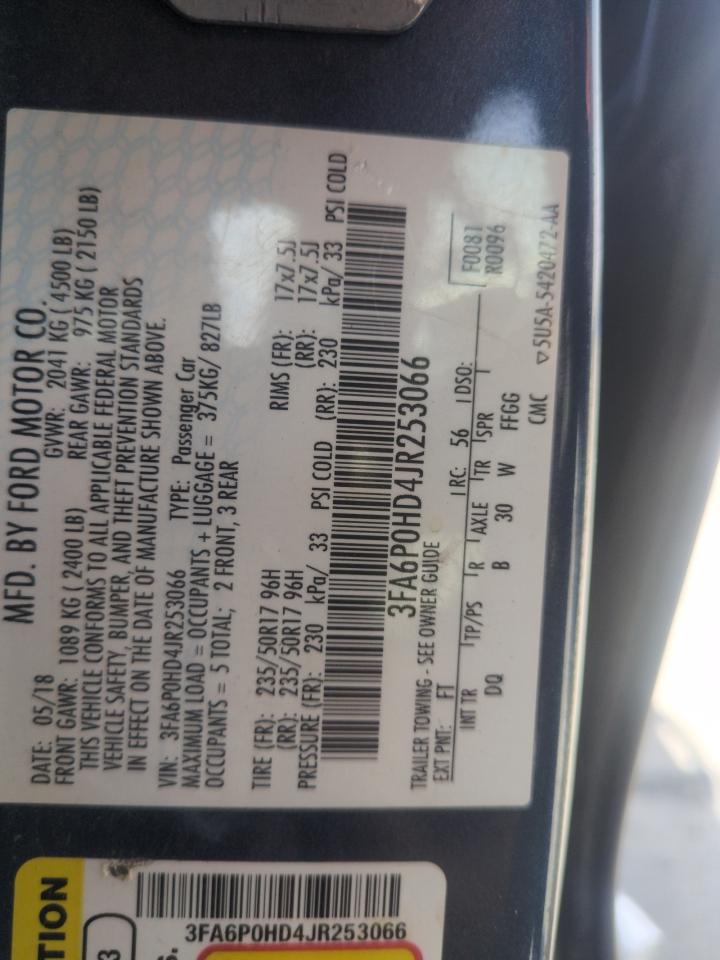 MFD. BY FORD MOTOR CO.
DATE: 05/18 GVWR: 2041 KG ( 4500 LB)
FRONT GAWR: 1089 KG ( 2400 LB) REAR GAWR: 975 KG ( 2150 LB)
THIS VEHICLE CONFORMS TO ALL APPLICABLE FEDERAL MOTOR
VEHICLE SAFETY, BUMPER, AND THEFT PREVENTION STANDARDS
IN EFFECT ON THE DATE OF MANUFACTURE SHOWN ABOVE.
VIN: 3FA6P0HD4JR253066 TYPE: Passenger Car
MAXIMUM LOAD = OCCUPANTS + LUGGAGE = 375KG/ 827LB
OCCUPANTS = 5 TOTAL; 2 FRONT, 3 REAR
TIRE (FR): 235/50R17 96H RIMS (FR): 17x7.5J
(RR): 235/50R17 96H (RR): 17x7.5J
PRESSURE (FR): 230 kPa/ 33 PSI COLD (RR): 230 kPa/ 33 PSI COLD
3FA6P0HD4JR253066
TRAILER TOWING - SEE OWNER GUIDE
F0081
EXT PNT: FT RC: 56 DSO: R0096
INT TR TP/PS R AXLE TR SPR
DQ B 30 W FFGG
CMC ▽5U5A-5420472-AA
TION
3
s.
3FA6P0HD4JR253066